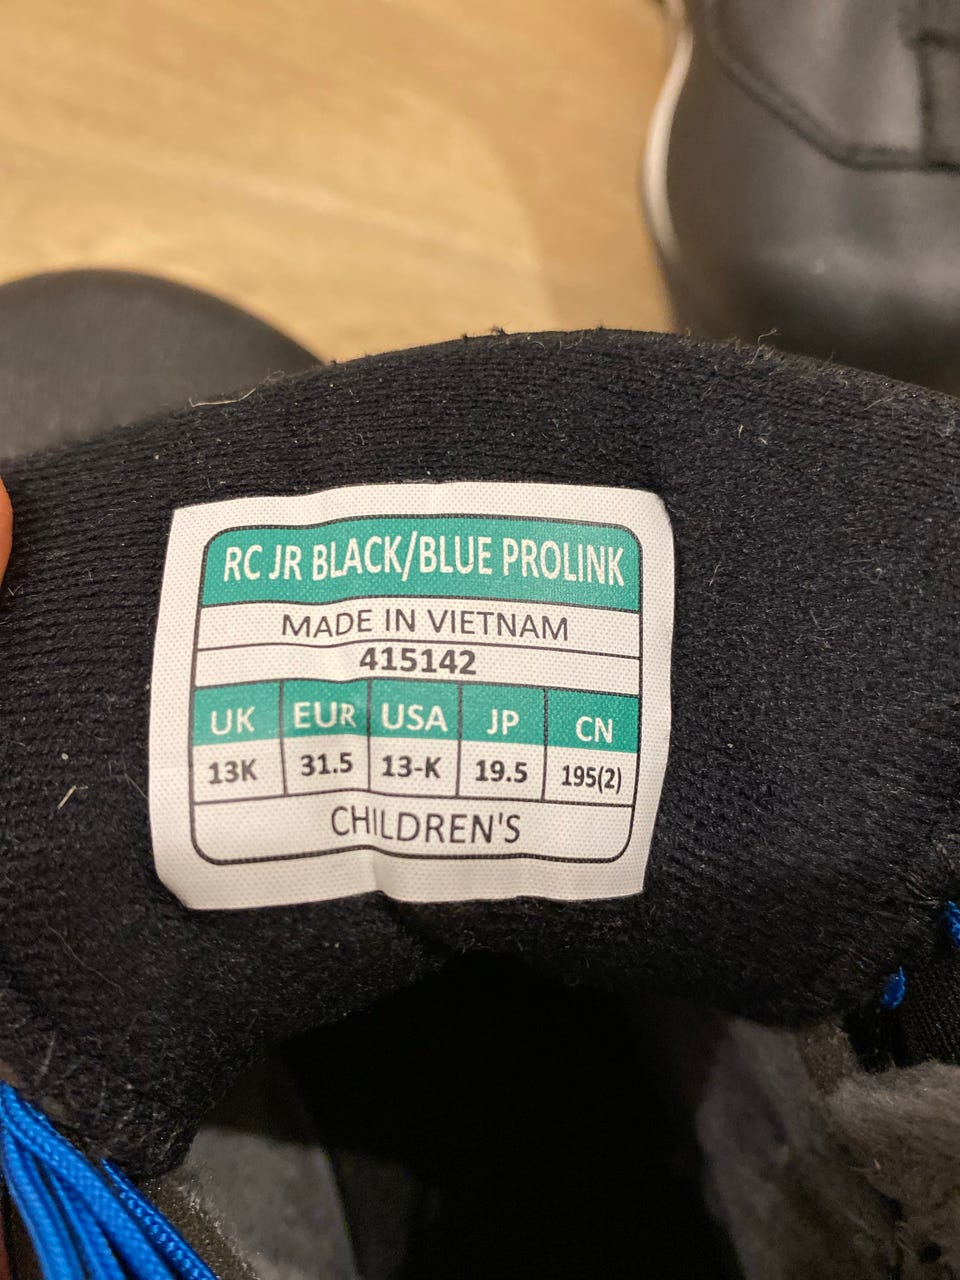 RC JR BLACK/BLUE PROLINK
MADE IN VIETNAM
415142
UK EUR USA JP CN
13K 31.5 13-K 19.5 195(2)
CHILDREN'S